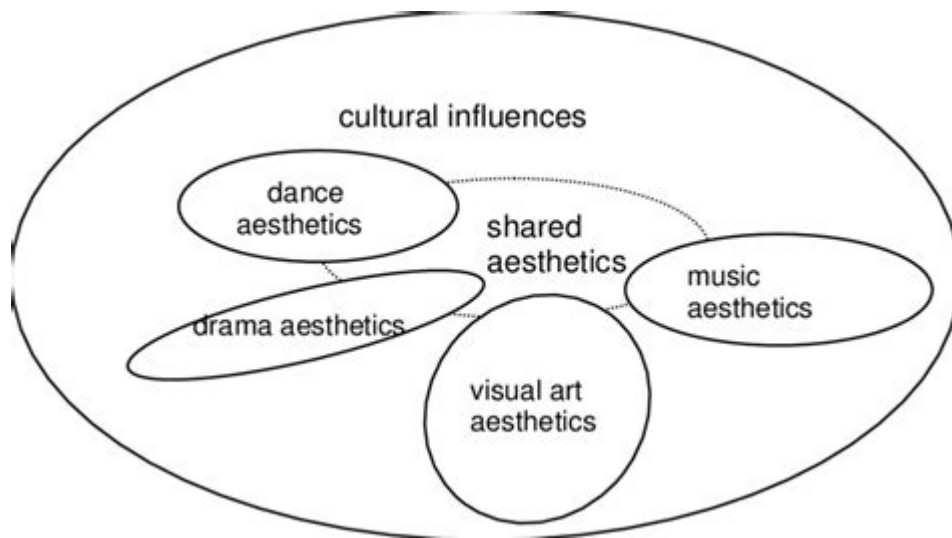 cultural influences
dance
aesthetics
shared
aesthetics
music
aesthetics
drama aesthetics
visual art
aesthetics